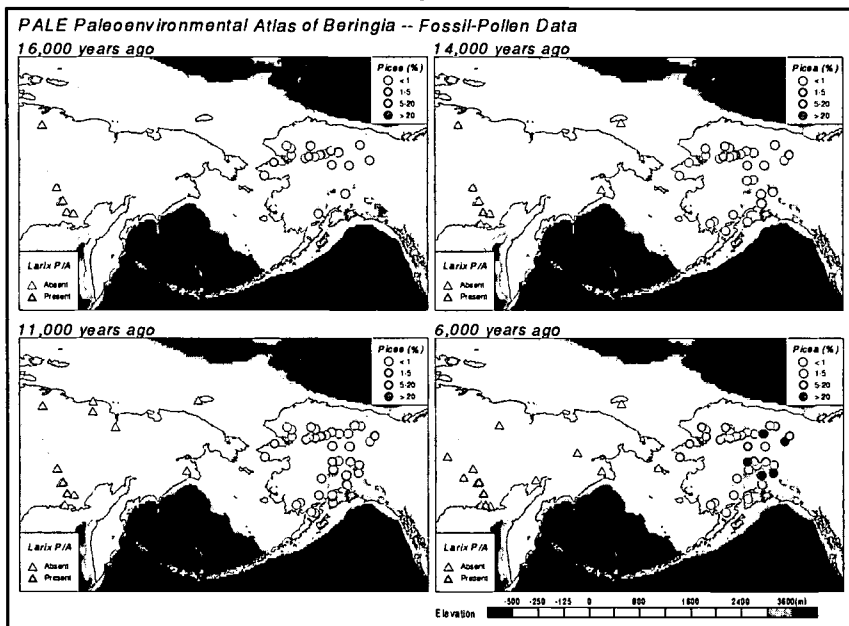 PALE Paleoenvironmental Atlas of Beringia -- Fossil-Pollen Data
16,000 years ago
Picea (%)
<1
1-5
5-20
>20
Larix P/A
Absent
Present
14,000 years ago
Picea (%)
<1
1-5
5-20
>20
Larix P/A
Absent
Present
11,000 years ago
Picea (%)
<1
1-5
5-20
>20
Larix P/A
Absent
Present
6,000 years ago
Picea (%)
<1
1-5
5-20
>20
Larix P/A
Absent
Present
Elevation -500 -250 -125 0 800 1600 2400 3600(m)